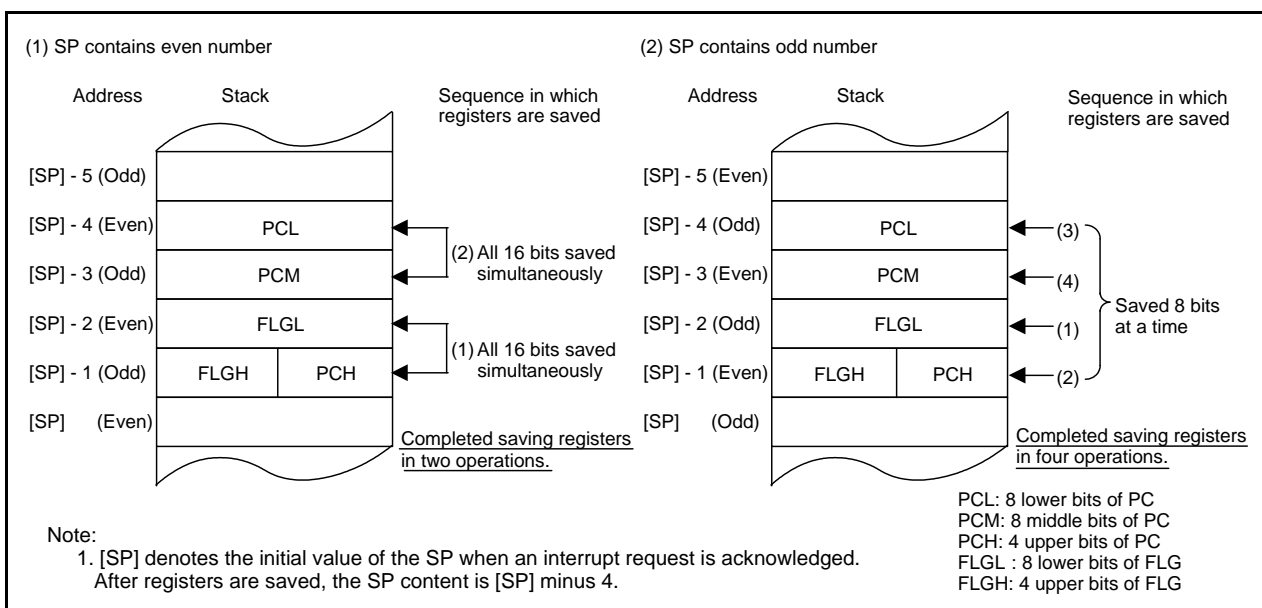 (1) SP contains even number
Address Stack Sequence in which
registers are saved
[SP] - 5 (Odd)
[SP] - 4 (Even) PCL
(2) All 16 bits saved
simultaneously
[SP] - 3 (Odd) PCM
[SP] - 2 (Even) FLGL
(1) All 16 bits saved
simultaneously
[SP] - 1 (Odd) FLGH PCH
[SP] (Even)
Completed saving registers
in two operations.
(2) SP contains odd number
Address Stack Sequence in which
registers are saved
[SP] - 5 (Even)
[SP] - 4 (Odd) PCL (3)
[SP] - 3 (Even) PCM (4)
Saved 8 bits
at a time
[SP] - 2 (Odd) FLGL (1)
[SP] - 1 (Even) FLGH PCH (2)
[SP] (Odd)
Completed saving registers
in four operations.
PCL: 8 lower bits of PC
PCM: 8 middle bits of PC
PCH: 4 upper bits of PC
FLGL : 8 lower bits of FLG
FLGH: 4 upper bits of FLG
Note:
1. [SP] denotes the initial value of the SP when an interrupt request is acknowledged.
After registers are saved, the SP content is [SP] minus 4.